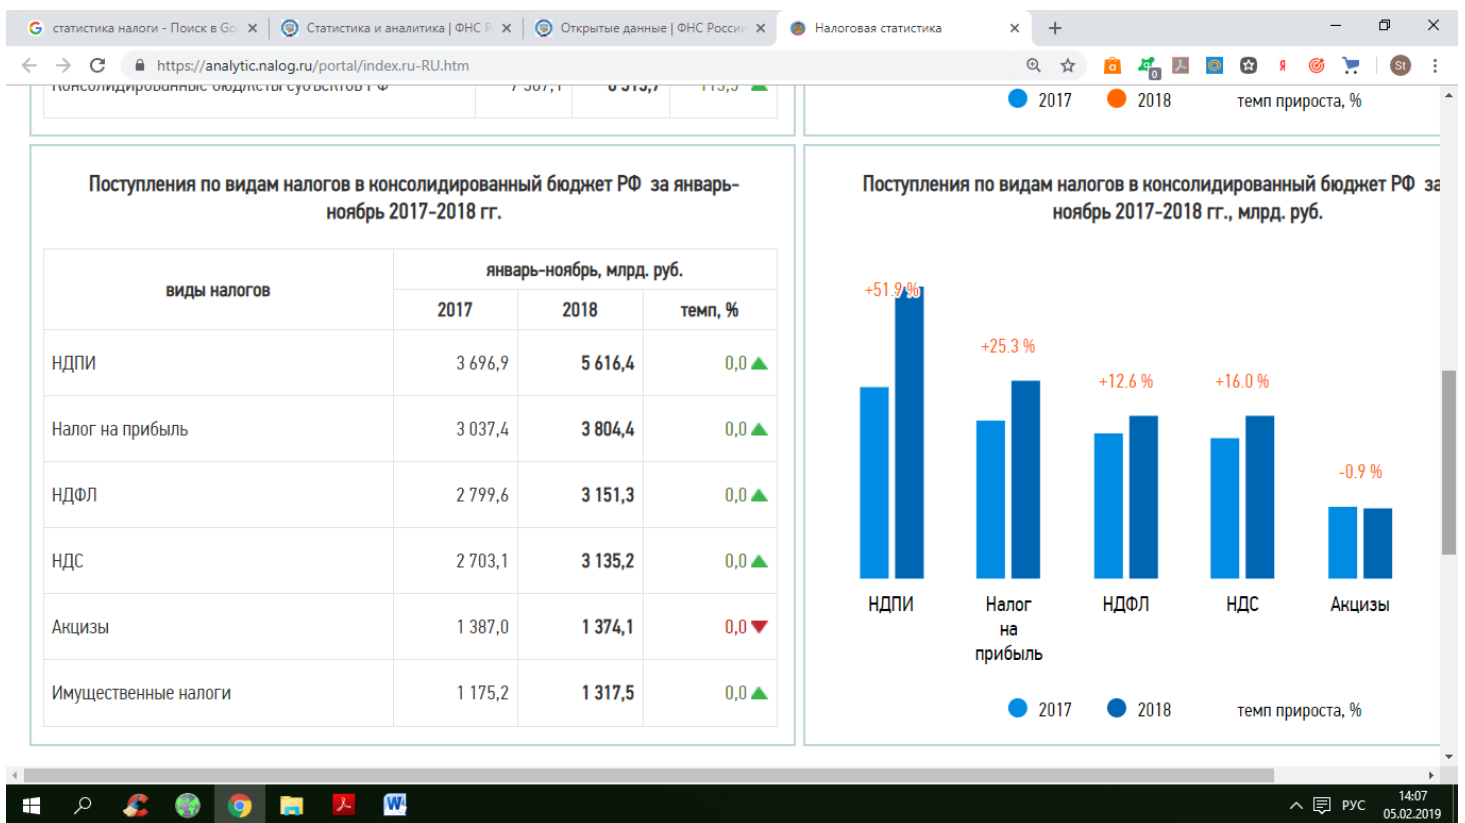 статистика налоги - Поиск в Go
Статистика и аналитика | ФНС Р
Открытые данные | ФНС России
Налоговая статистика
https://analytic.nalog.ru/portal/index.ru-RU.htm
0
Я
St
Консолидированные бюджеты субъектов РФ
2017 2018 темп прироста, %
Поступления по видам налогов в консолидированный бюджет РФ за январь-
ноябрь 2017-2018 гг.
виды налогов январь-ноябрь, млрд. руб.
2017 2018 темп, %
НДПИ 3 696,9 5 616,4 0,0
Налог на прибыль 3 037,4 3 804,4 0,0
НДФЛ 2 799,6 3 151,3 0,0
НДС 2 703,1 3 135,2 0,0
Акцизы 1 387,0 1 374,1 0,0
Имущественные налоги 1 175,2 1 317,5 0,0
Поступления по видам налогов в консолидированный бюджет РФ за
ноябрь 2017-2018 гг., млрд. руб.
+51.9 %
+25.3 %
+12.6 % +16.0 %
-0.9 %
НДПИ Налог НДФЛ НДС Акцизы
на
прибыль
2017 2018 темп прироста, %
РУС 14:07
05.02.2019